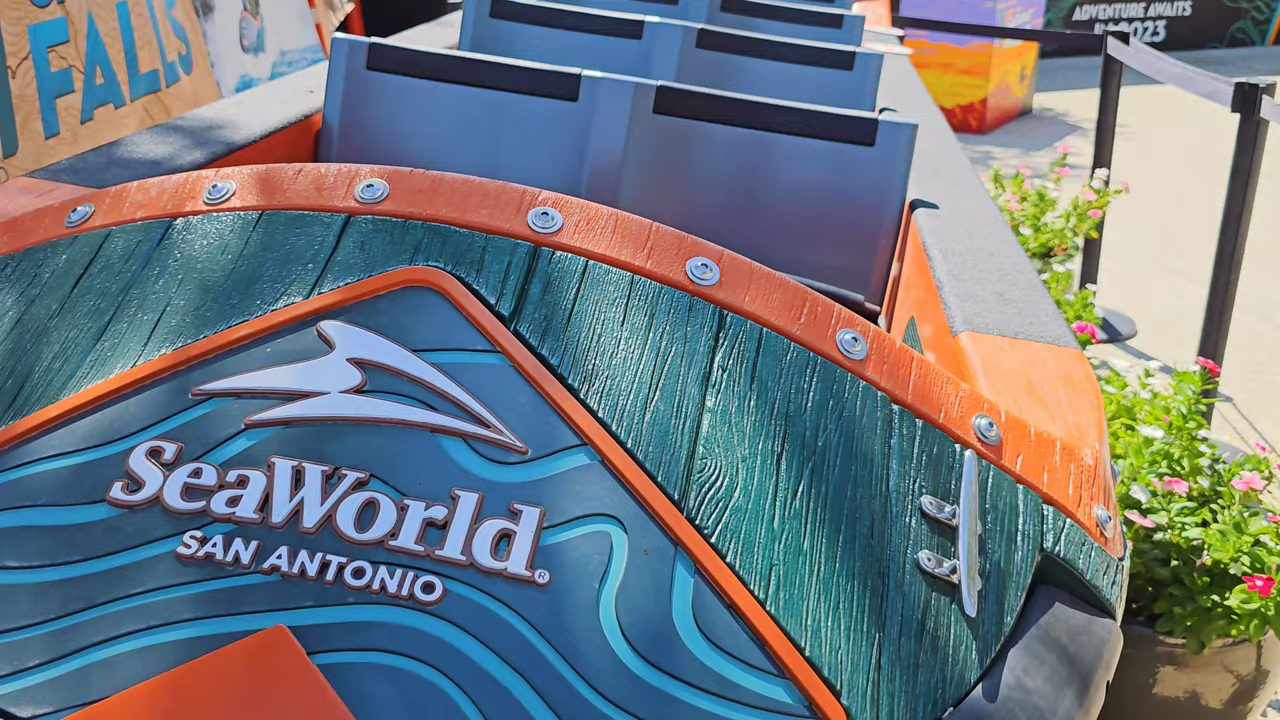 FALLS
ADVENTURE AWAITS
2023
SeaWorld®
SAN ANTONIO